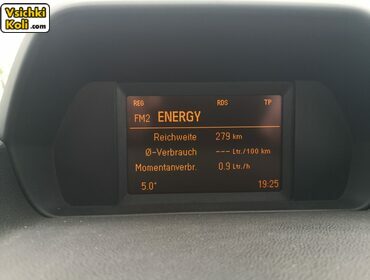 Vsichki
Koli.com
REG RDS TP
FM2 ENERGY
Reichweite 279 km
Ø-Verbrauch --- Ltr./100 km
Momentanverbr. 0.9 Ltr./h
5.0° 19:25